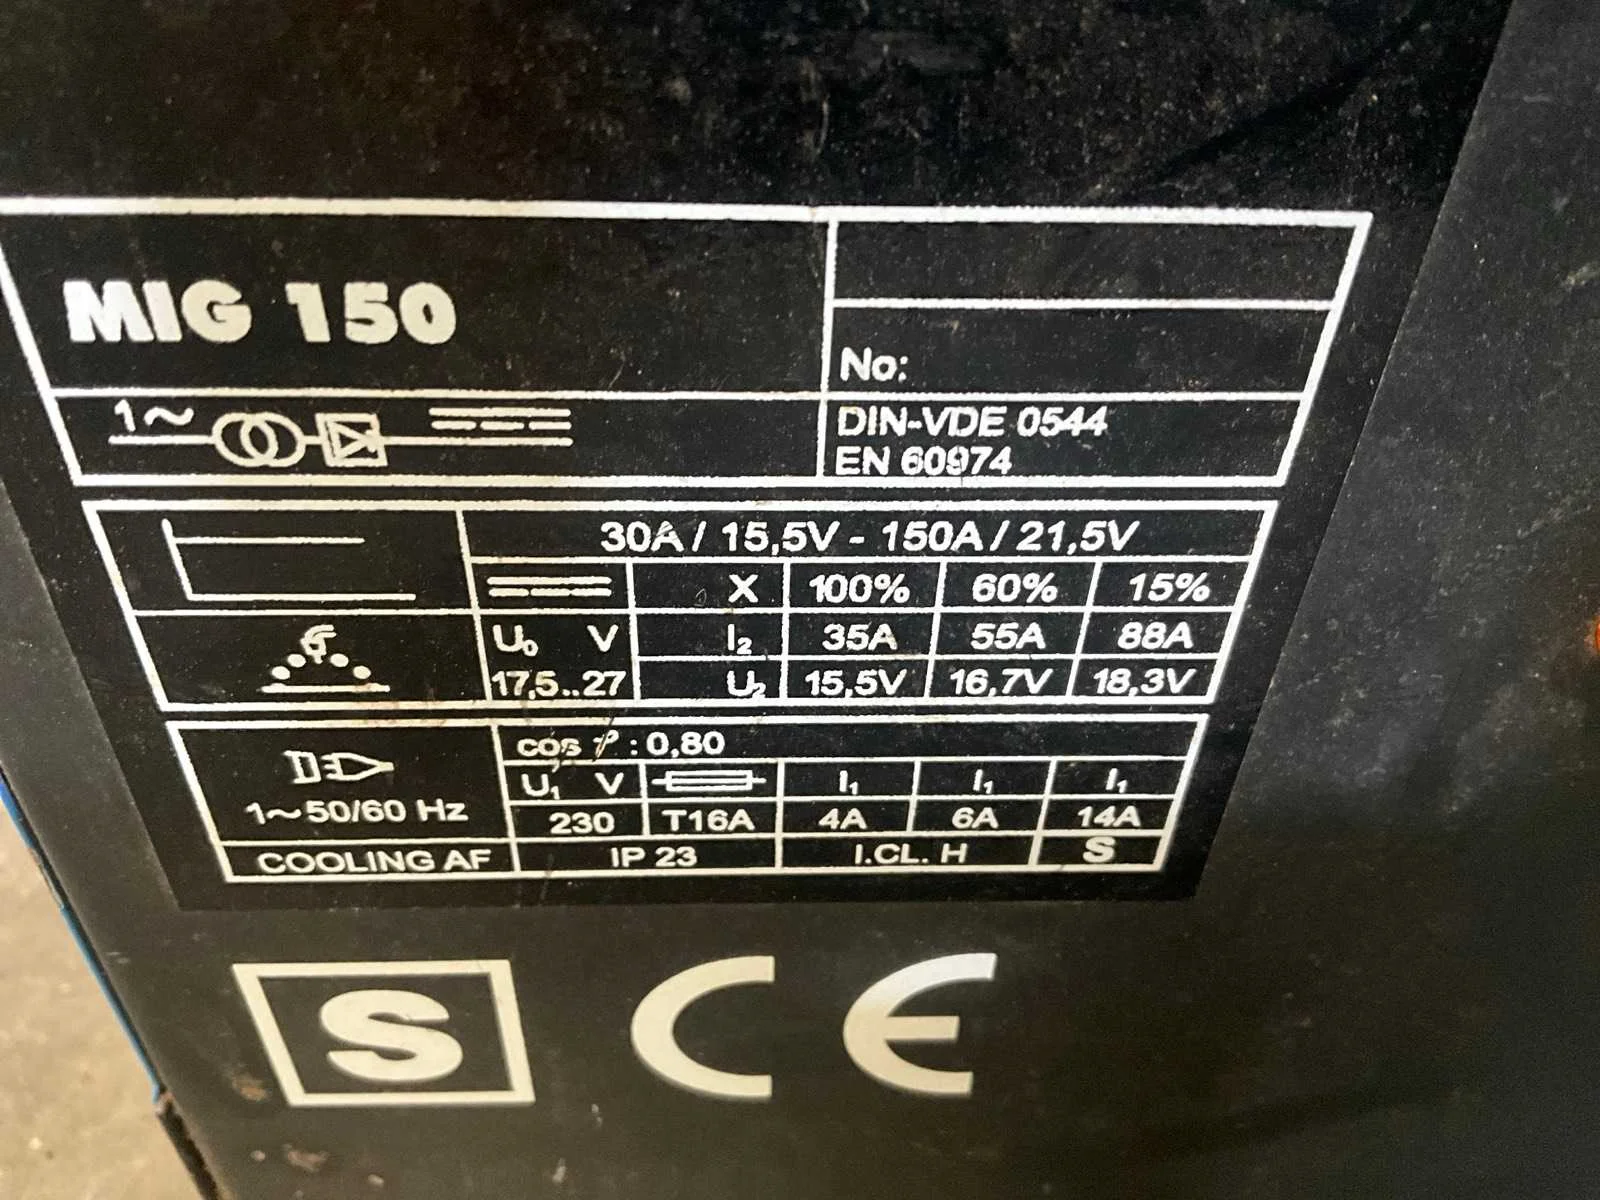 MIG 150
No:
1~
DIN-VDE 0544
EN 60974
30A / 15,5V - 150A / 21,5V
X 100% 60% 15%
U₀ V I₂ 35A 55A 88A
17,5..27 U₂ 15,5V 16,7V 18,3V
cos φ : 0,80
U₁ V I₁ I₁ I₁
1~50/60 Hz 230 T16A 4A 6A 14A
COOLING AF IP 23 I.CL. H S
S CE